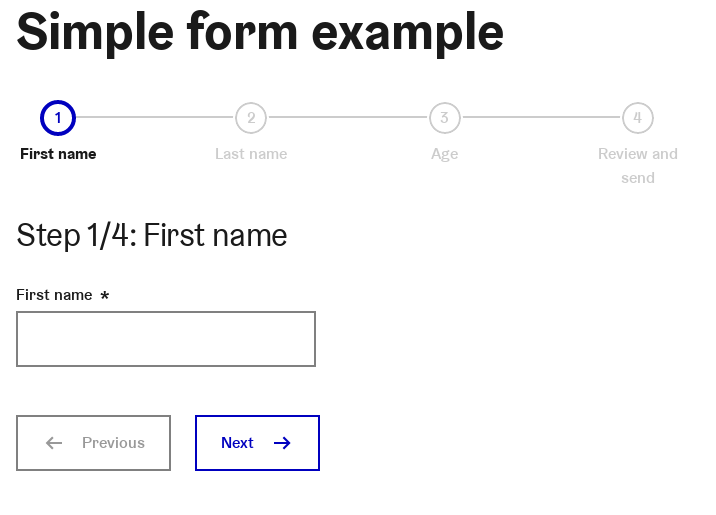 Simple form example
1 2 3 4
First name Last name Age Review and
send
Step 1/4: First name
First name *
Previous Next